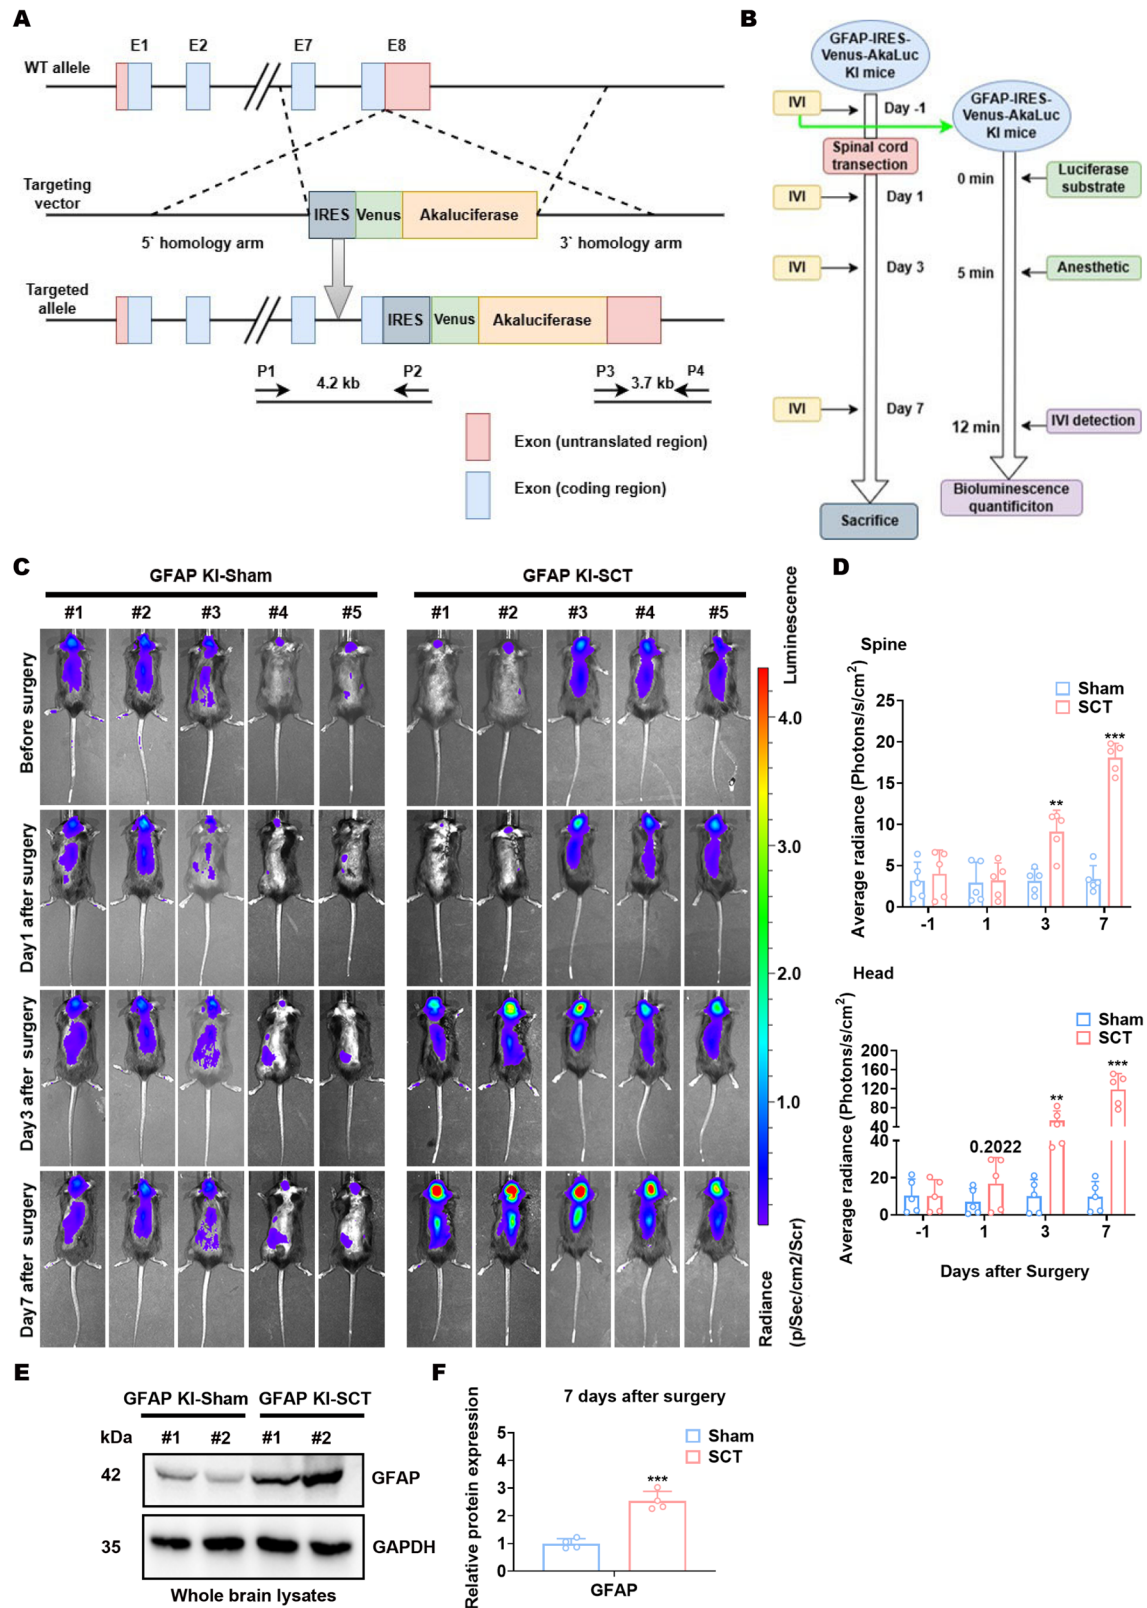 A
E1 E2 E7 E8
WT allele
Targeting
vector
IRES Venus Akaluciferase
5` homology arm 3` homology arm
Targeted
allele
IRES Venus Akaluciferase
P1 4.2 kb P2 P3 3.7 kb P4
Exon (untranslated region)
Exon (coding region)
B
GFAP-IRES-
Venus-AkaLuc
KI mice
IVI Day -1
Spinal cord
transection
IVI Day 1
IVI Day 3
IVI Day 7
Sacrifice
GFAP-IRES-
Venus-AkaLuc
KI mice
0 min Luciferase
substrate
5 min Anesthetic
12 min IVI detection
Bioluminescence
quantificiton
C
GFAP KI-Sham GFAP KI-SCT
#1 #2 #3 #4 #5 #1 #2 #3 #4 #5
Before surgery
Day1 after surgery
Day3 after surgery
Day7 after surgery
Luminescence
4.0
3.0
2.0
1.0
Radiance
(p/Sec/cm2/Scr)
D
Spine
Average radiance (Photons/s/cm²)
25
20
15
10
5
0
Sham
SCT
** ***
-1 1 3 7
Head
Average radiance (Photons/s/cm²)
200
160
120
80
40
40
20
0
Sham
SCT
0.2022 ** ***
-1 1 3 7
Days after Surgery
E
GFAP KI-Sham GFAP KI-SCT
kDa #1 #2 #1 #2
42 GFAP
35 GAPDH
Whole brain lysates
F
7 days after surgery
Relative protein expression
5
4
3
2
1
0
Sham
SCT
***
GFAP